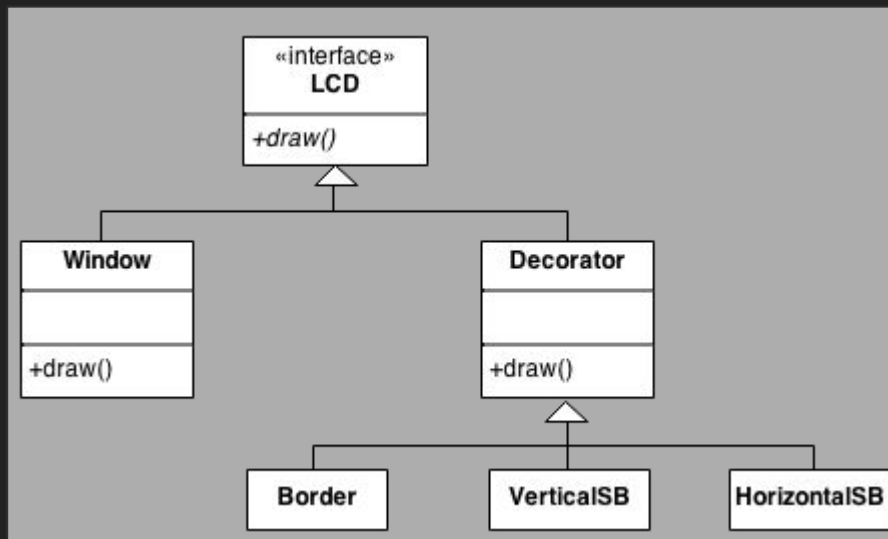 «interface»
LCD
+draw()
Window
+draw()
Decorator
+draw()
Border
VerticalSB
HorizontalSB